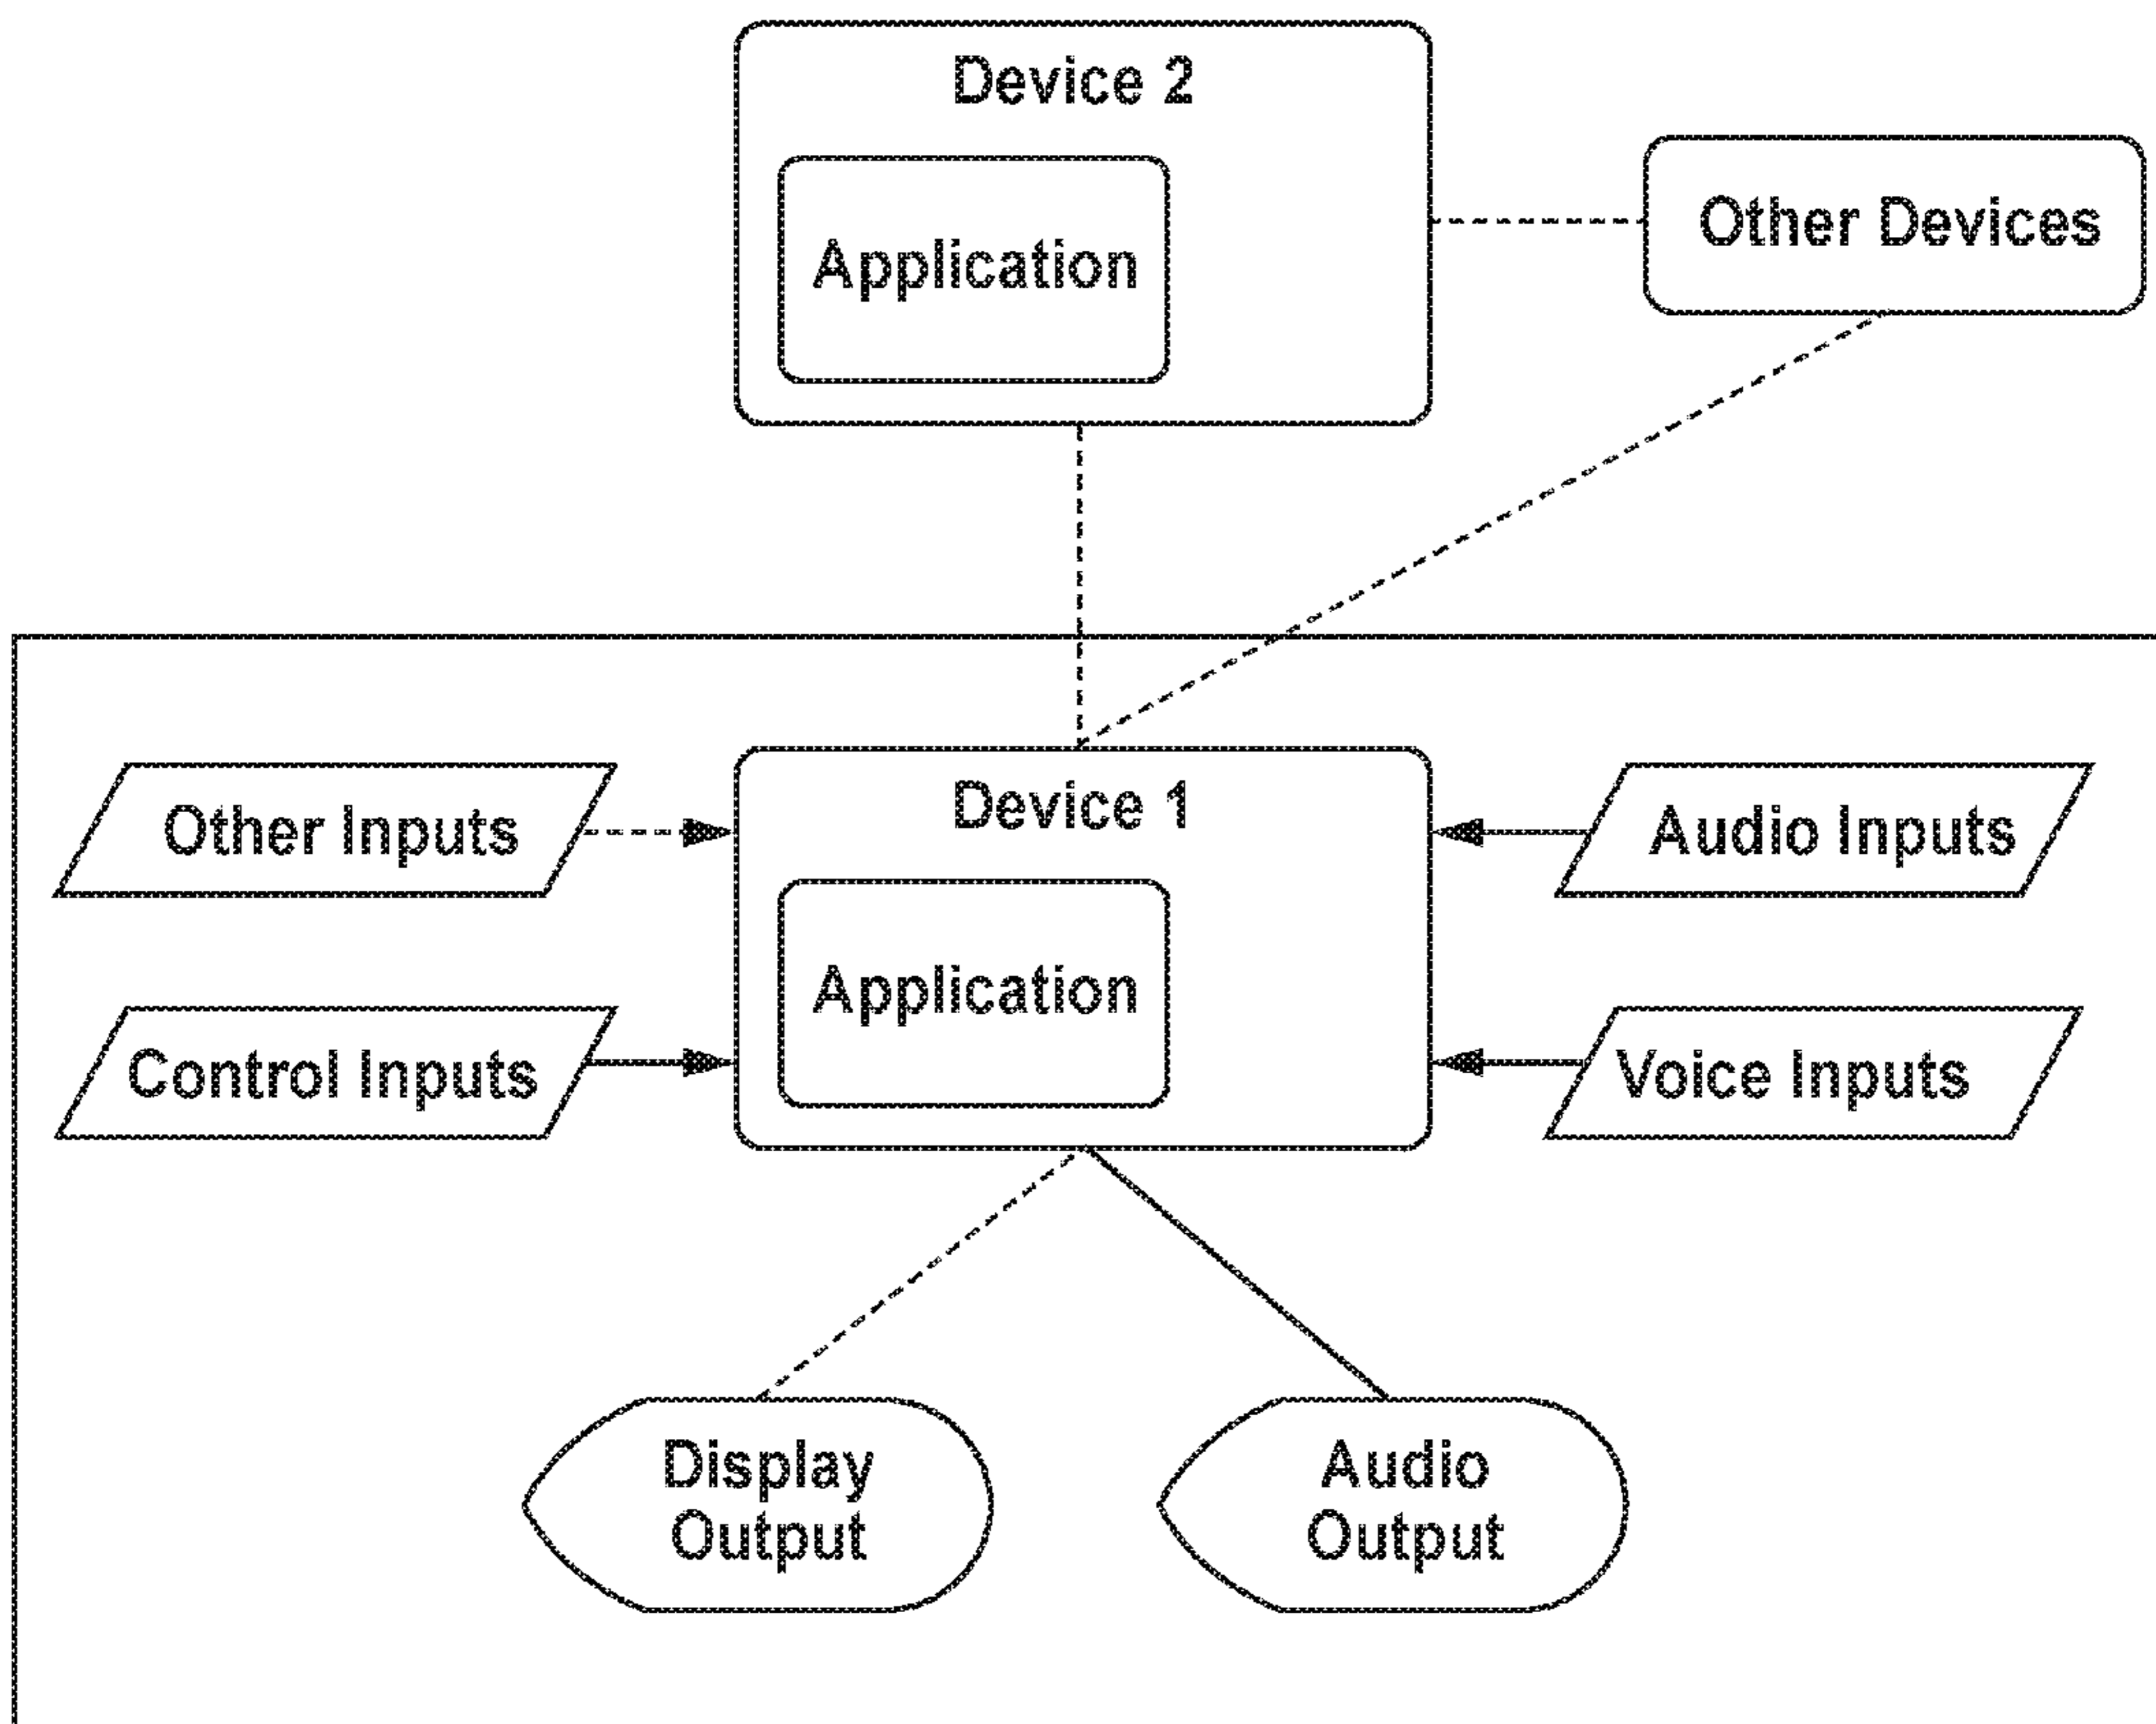 Device 2
Application
Other Devices
Other Inputs
Device 1
Audio Inputs
Application
Control Inputs
Voice Inputs
Display
Output
Audio
Output